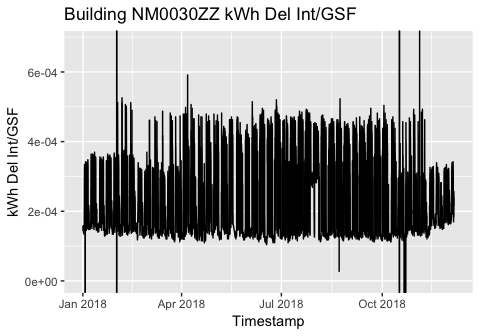 Building NM0030ZZ kWh Del Int/GSF
kWh Del Int/GSF
6e-04
4e-04
2e-04
0e+00
Jan 2018 Apr 2018 Jul 2018 Oct 2018
Timestamp